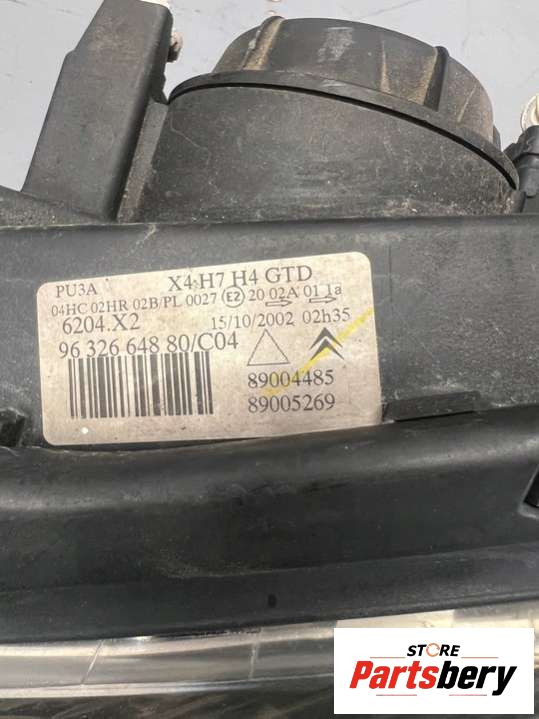 PU3A X4 H7 H4 GTD
04HC 02HR 02B/PL 0027 E2 20 02A 01 1a
6204.X2 15/10/2002 02h35
96 326 648 80/C04
89004485
89005269
STORE
Partsbery